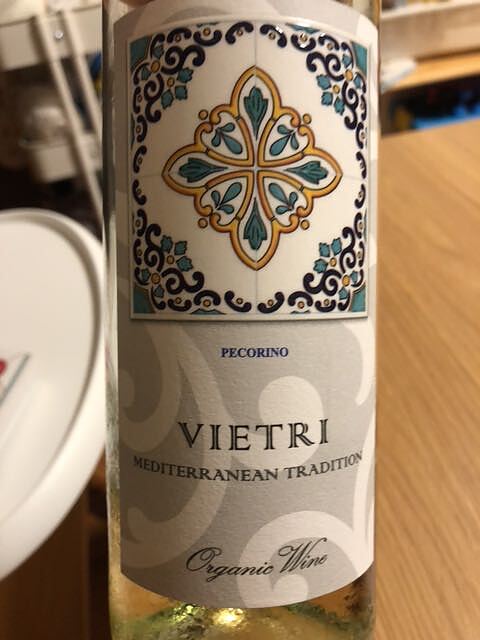 PECORINO
VIETRI
MEDITERRANEAN TRADITION
Organic Wine